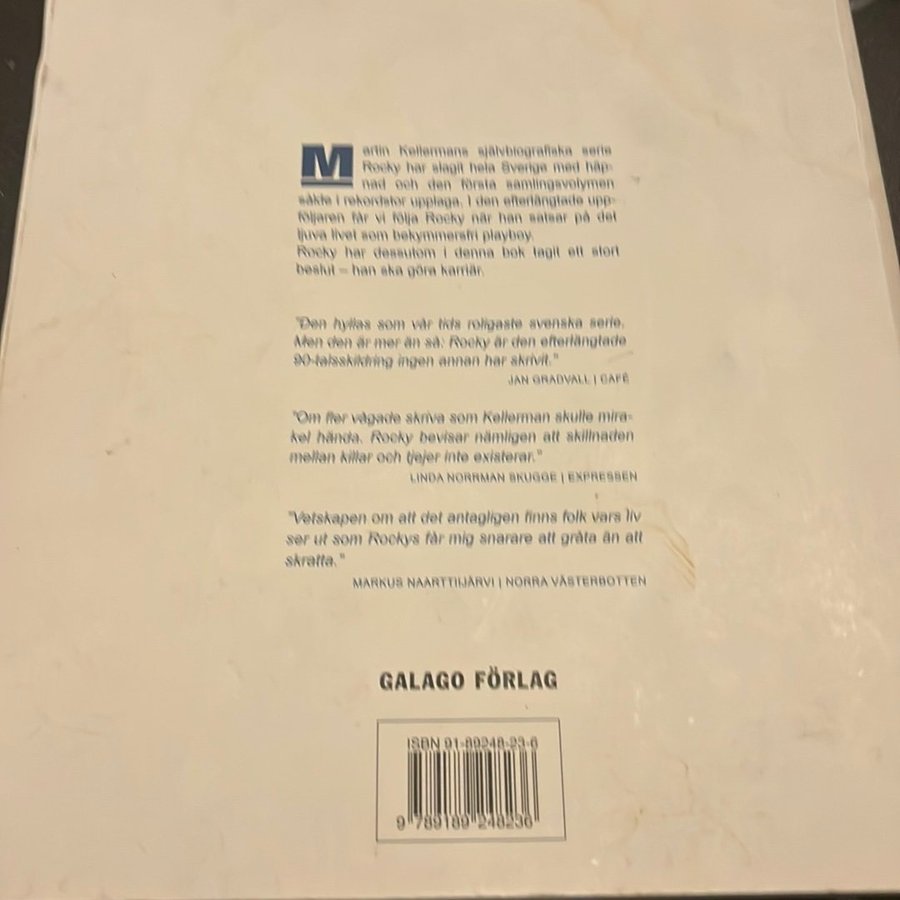 Martin Kellermans självbiografiska serie
Rocky har slagit hela Sverige med häp-
nad och den första samlingsvolymen
sålde i rekordstor upplaga. I den efterlängtade upp-
följaren får vi följa Rocky när han satsar på det
ljuva livet som bekymmersfri playboy.
Rocky har dessutom i denna bok tagit ett stort
beslut – han ska göra karriär.
"Den hyllas som vår tids roligaste svenska serie.
Men den är mer än så: Rocky är den efterlängtade
90-talsskildring ingen annan har skrivit."
JAN GRADVALL | CAFÉ
"Om fler vågade skriva som Kellerman skulle mira-
kel hända. Rocky bevisar nämligen att skillnaden
mellan killar och tjejer inte existerar."
LINDA NORRMAN SKUGGE | EXPRESSEN
"Vetskapen om att det antagligen finns folk vars liv
ser ut som Rockys får mig snarare att gråta än att
skratta."
MARKUS NAARTTIJÄRVI | NORRA VÄSTERBOTTEN
GALAGO FÖRLAG
ISBN 91-89248-23-6
9 789189 248236